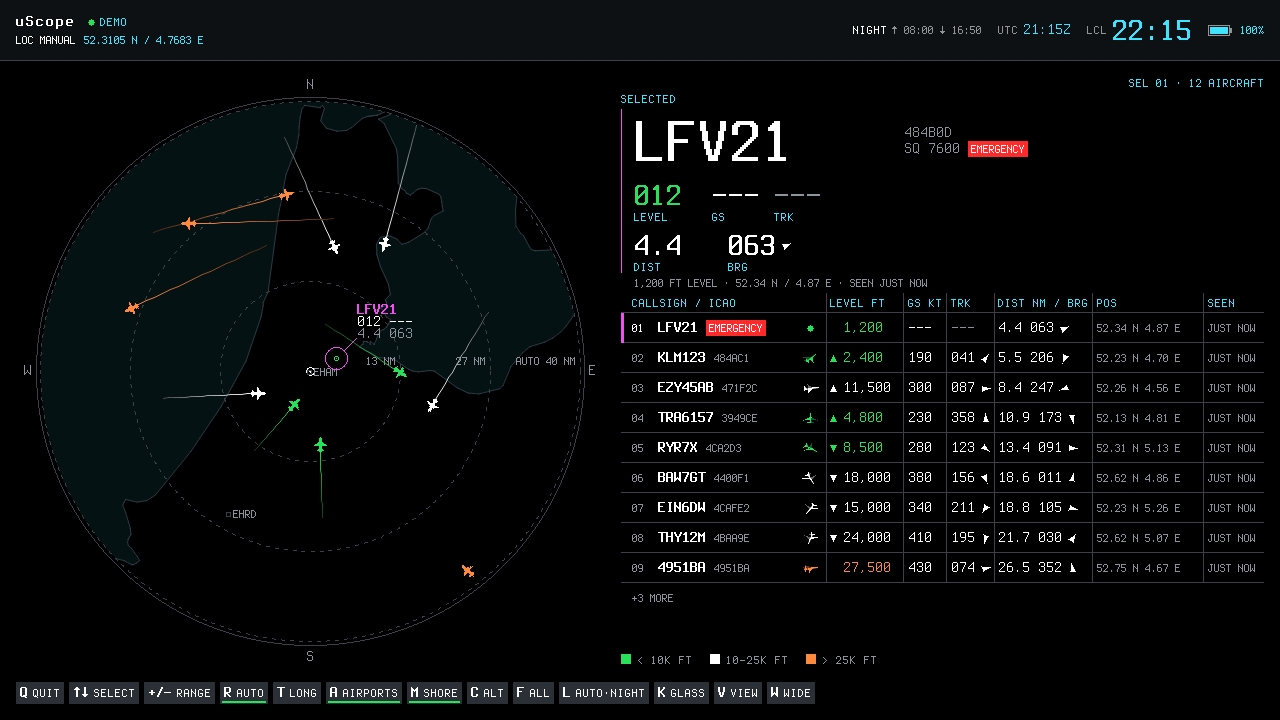 uScope DEMO
LOC MANUAL 52.3105 N / 4.7683 E
NIGHT ↑ 08:00 ↓ 16:50 UTC 21:15Z LCL 22:15 100%
SEL 01 · 12 AIRCRAFT
SELECTED
LFV21
484B0D
SQ 7600 EMERGENCY
012 --- ---
LEVEL GS TRK
4.4 063
DIST BRG
1,200 FT LEVEL · 52.34 N / 4.87 E · SEEN JUST NOW
CALLSIGN / ICAO LEVEL FT GS KT TRK DIST NM / BRG POS SEEN
01 LFV21 EMERGENCY 1,200 --- --- 4.4 063 52.34 N 4.87 E JUST NOW
02 KLM123 484AC1 ▲ 2,400 190 041 5.5 206 52.23 N 4.70 E JUST NOW
03 EZY45AB 471F2C ▲ 11,500 300 087 8.4 247 52.26 N 4.56 E JUST NOW
04 TRA6157 3949CE ▲ 4,800 230 358 10.9 173 52.13 N 4.81 E JUST NOW
05 RYR7X 4CA2D3 ▼ 8,500 280 123 13.4 091 52.31 N 5.13 E JUST NOW
06 BAW7GT 4400F1 ▼ 18,000 380 156 18.6 011 52.62 N 4.86 E JUST NOW
07 EIN6DW 4CAFE2 ▼ 15,000 340 211 18.8 105 52.23 N 5.26 E JUST NOW
08 THY12M 4BAA9E ▼ 24,000 410 195 21.7 030 52.62 N 5.07 E JUST NOW
09 4951BA 4951BA 27,500 430 074 26.5 352 52.75 N 4.67 E JUST NOW
+3 MORE
< 10K FT 10-25K FT > 25K FT
N
W
E
S
LFV21
012 ---
4.4 063
13 NM 27 NM AUTO 40 NM
EHAM
EHRD
Q QUIT ↑↓ SELECT +/- RANGE R AUTO T LONG A AIRPORTS M SHORE C ALT F ALL L AUTO·NIGHT K GLASS V VIEW W WIDE